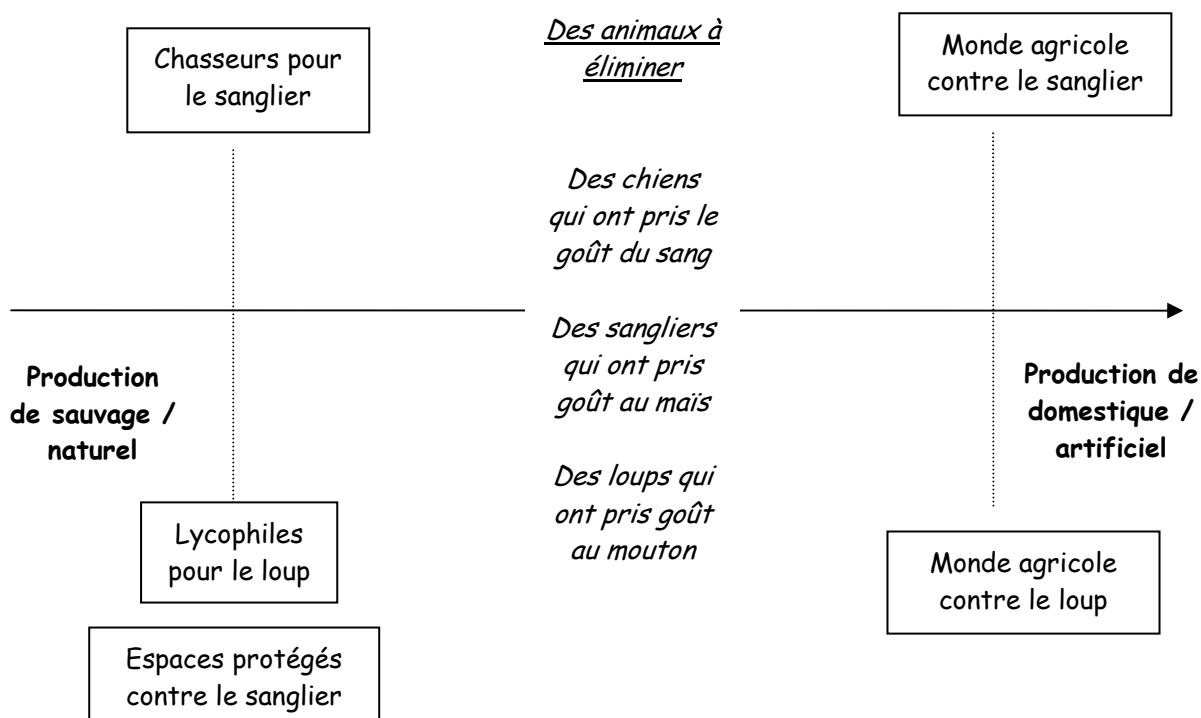 Chasseurs pour
le sanglier
Des animaux à
éliminer
Monde agricole
contre le sanglier
Des chiens
qui ont pris le
goût du sang
Des sangliers
qui ont pris
goût au maïs
Des loups qui
ont pris goût
au mouton
Production
de sauvage /
naturel
Production de
domestique /
artificiel
Lycophiles
pour le loup
Monde agricole
contre le loup
Espaces protégés
contre le sanglier